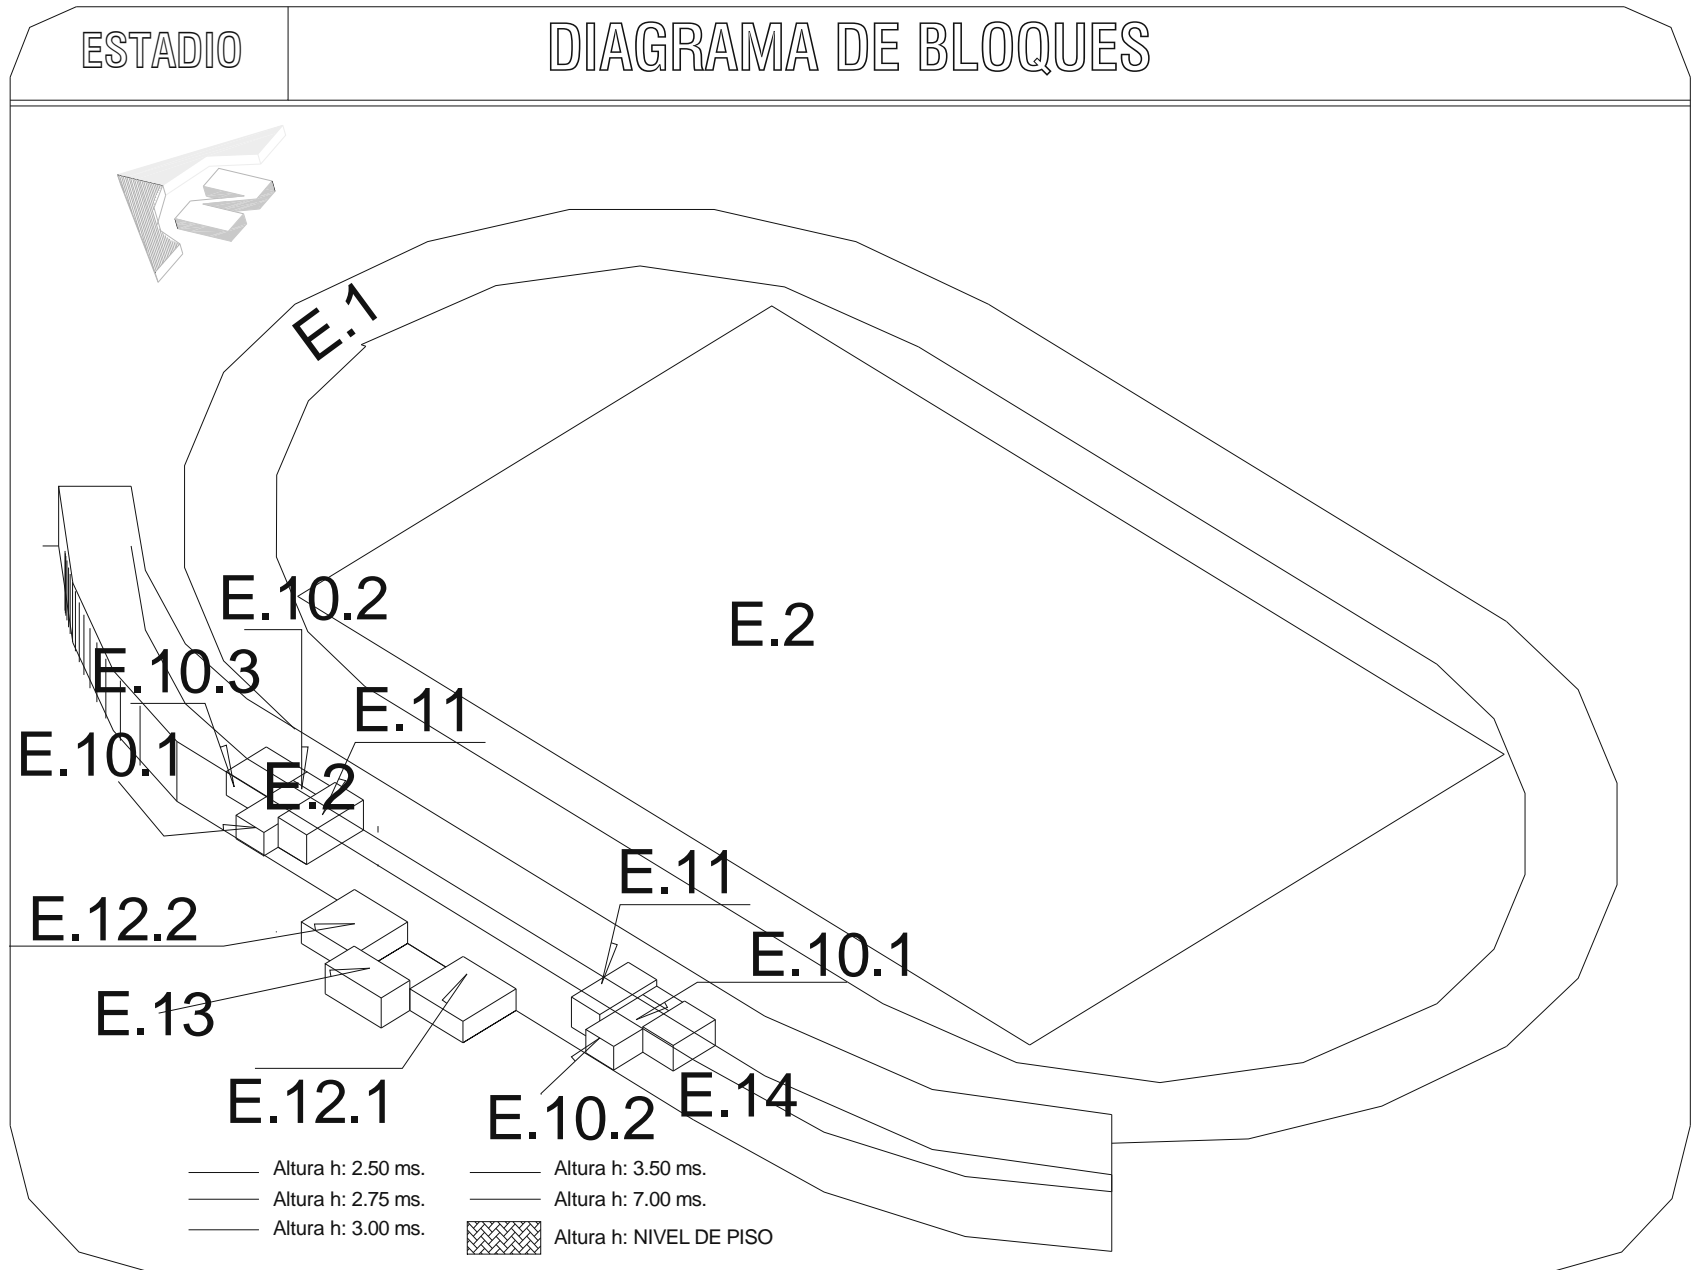 ESTADIO
DIAGRAMA DE BLOQUES
E.1
E.10.2
E.2
E.10.3
E.11
E.10.1
E.2
E.11
E.12.2
E.10.1
E.13
E.12.1
E.10.2
E.14
Altura h: 2.50 ms.
Altura h: 2.75 ms.
Altura h: 3.00 ms.
Altura h: 3.50 ms.
Altura h: 7.00 ms.
Altura h: NIVEL DE PISO